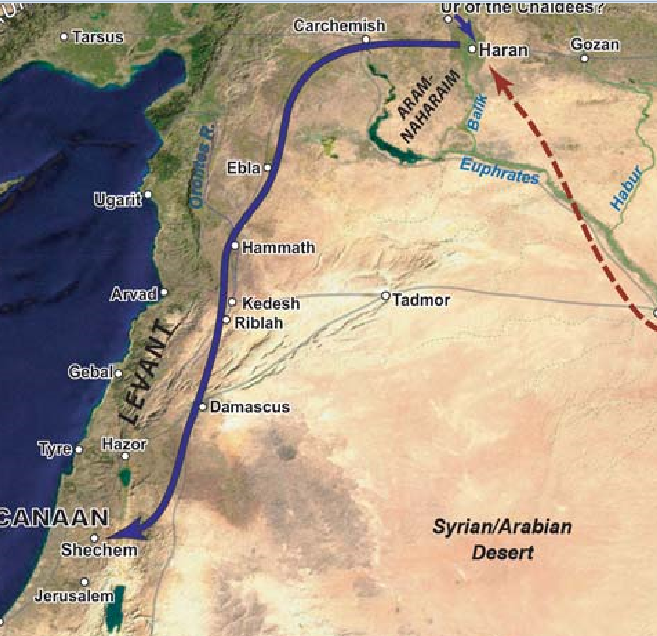 Ur of the Chaldees?
Carchemish
Tarsus
Haran
Gozan
ARAM-
NAHARAIM
Balik
Orontes R.
Ebla
Euphrates
Habur
Ugarit
Hammath
Arvad
Kedesh
Tadmor
Riblah
LEVANT
Gebal
Damascus
Tyre
Hazor
CANAAN
Syrian/Arabian
Desert
Shechem
Jerusalem